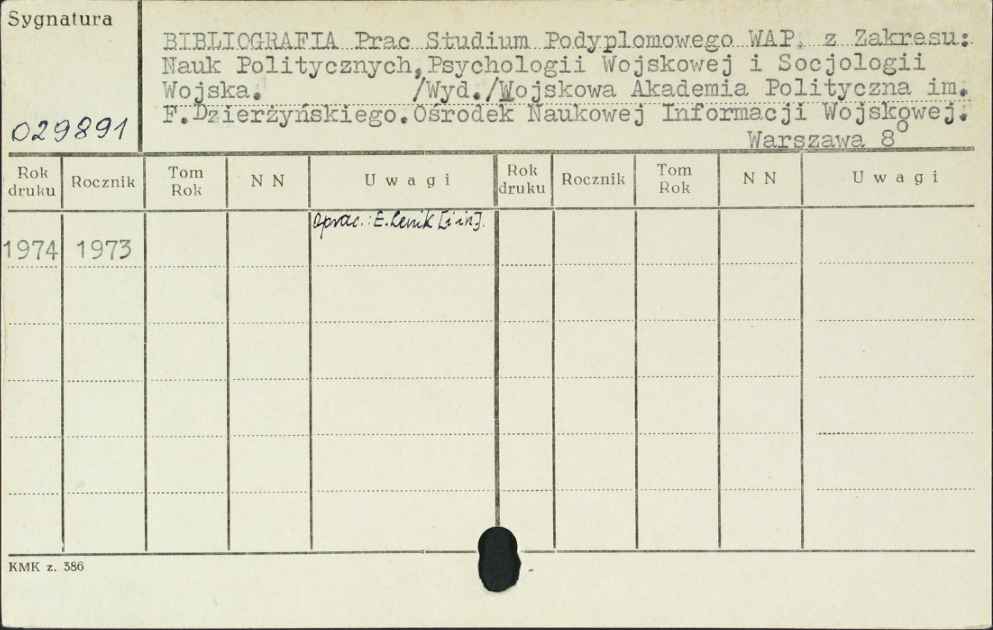 Sygnatura
BIBLIOGRAFIA Prac Studium Podyplomowego WAP. z Zakresu:
Nauk Politycznych, Psychologii Wojskowej i Socjologii
Wojska. /Wyd./Wojskowa Akademia Polityczna im.
F.Dzierżyńskiego.Ośrodek Naukowej Informacji Wojskowej.
029891
Warszawa 8°
Rok druku Rocznik Tom Rok N N Uwagi Rok druku Rocznik Tom Rok N N Uwagi
oprac.: E. Lenik [i in].
1974 1973
KMK z. 386